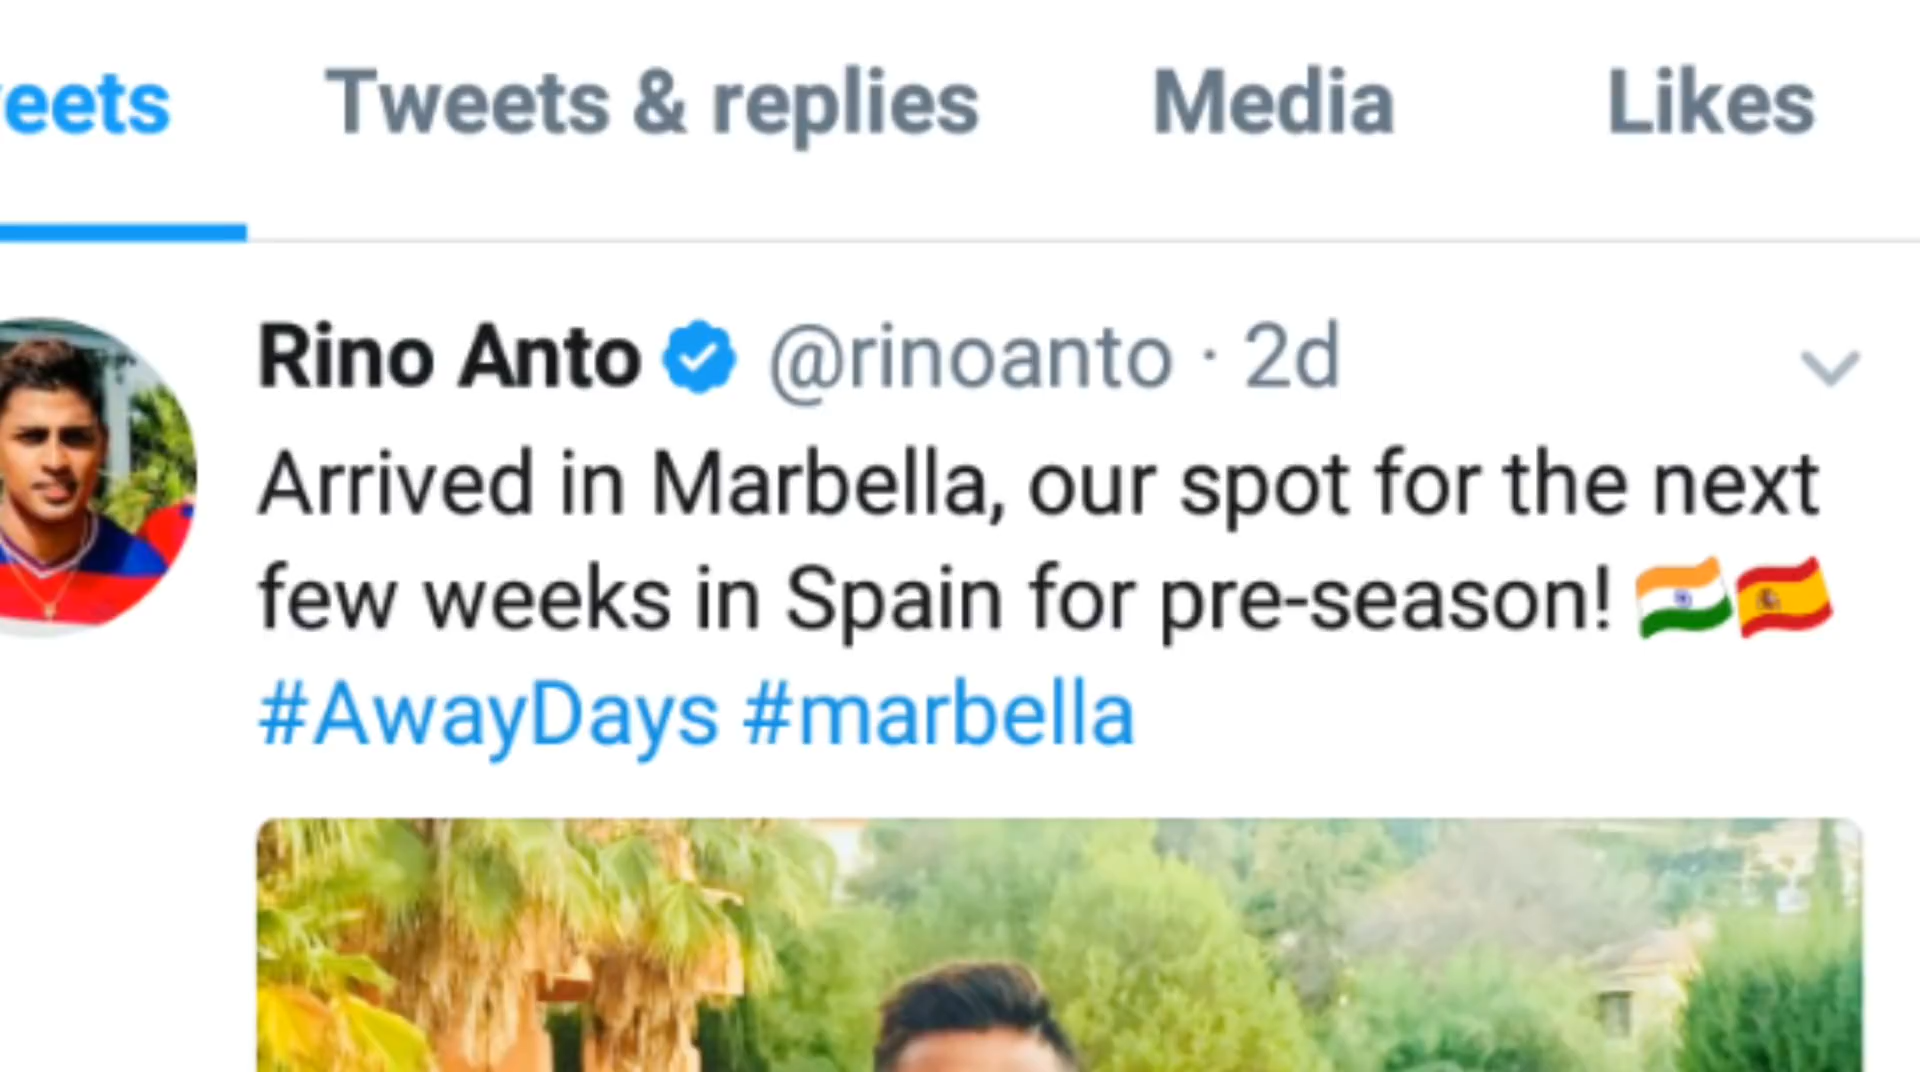 eets Tweets & replies Media Likes
Rino Anto @rinoanto · 2d
Arrived in Marbella, our spot for the next
few weeks in Spain for pre-season! 🇮🇳🇪🇸
#AwayDays #marbella